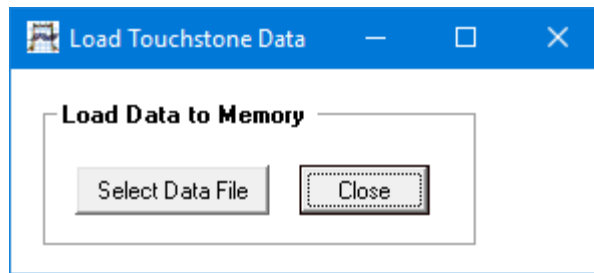 Load Touchstone Data
Load Data to Memory
Select Data File Close